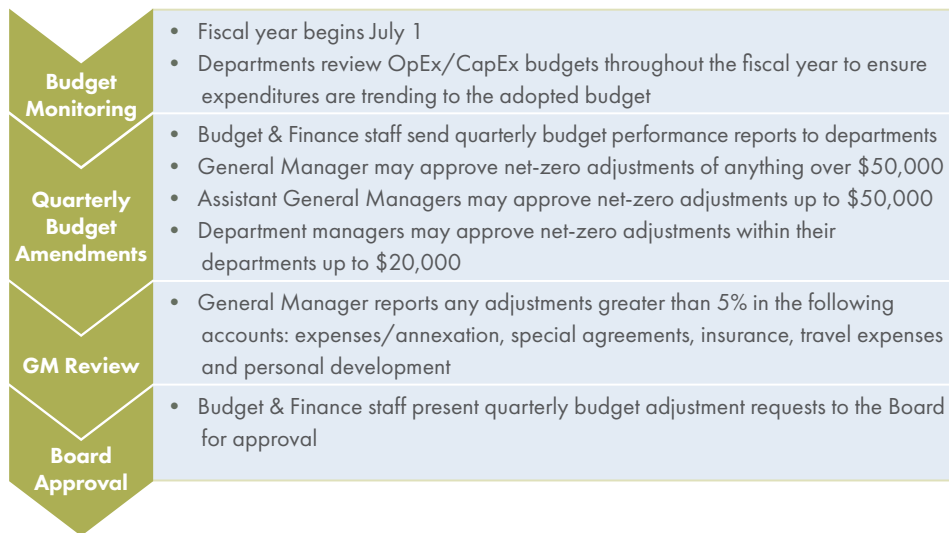 Budget
Monitoring
• Fiscal year begins July 1
• Departments review OpEx/CapEx budgets throughout the fiscal year to ensure
expenditures are trending to the adopted budget
Quarterly
Budget
Amendments
• Budget & Finance staff send quarterly budget performance reports to departments
• General Manager may approve net-zero adjustments of anything over $50,000
• Assistant General Managers may approve net-zero adjustments up to $50,000
• Department managers may approve net-zero adjustments within their
departments up to $20,000
GM Review
• General Manager reports any adjustments greater than 5% in the following
accounts: expenses/annexation, special agreements, insurance, travel expenses
and personal development
Board
Approval
• Budget & Finance staff present quarterly budget adjustment requests to the Board
for approval